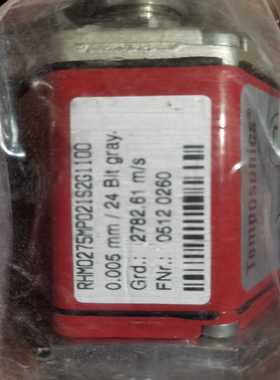 RHM0275MP021S2G1100
0.005 mm / 24 Bit gray.
Grd.: 2782.61 m/s
FNr.: 0512 0260
Temposonics®